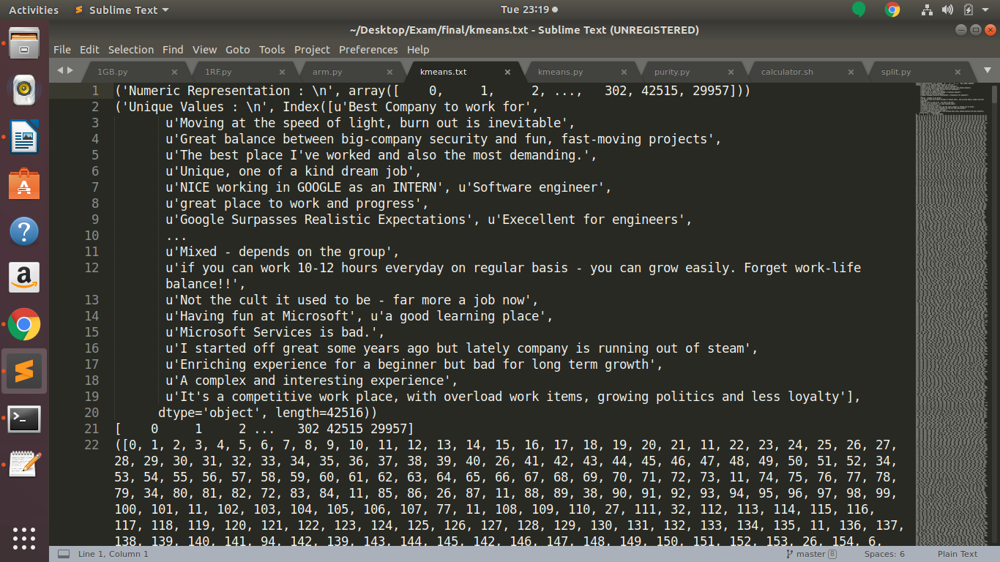 Activities Sublime Text Tue 23:19
~/Desktop/Exam/final/kmeans.txt - Sublime Text (UNREGISTERED)
File Edit Selection Find View Goto Tools Project Preferences Help
1GB.py 1RF.py arm.py kmeans.txt kmeans.py purity.py calculator.sh split.py
1 ('Numeric Representation : \n', array([    0,     1,     2, ...,   302, 42515, 29957]))
2 ('Unique Values : \n', Index([u'Best Company to work for',
3 u'Moving at the speed of light, burn out is inevitable',
4 u'Great balance between big-company security and fun, fast-moving projects',
5 u'The best place I've worked and also the most demanding.',
6 u'Unique, one of a kind dream job',
7 u'NICE working in GOOGLE as an INTERN', u'Software engineer',
8 u'great place to work and progress',
9 u'Google Surpasses Realistic Expectations', u'Execellent for engineers',
10 ...
11 u'Mixed - depends on the group',
12 u'if you can work 10-12 hours everyday on regular basis - you can grow easily. Forget work-life
balance!!',
13 u'Not the cult it used to be - far more a job now',
14 u'Having fun at Microsoft', u'a good learning place',
15 u'Microsoft Services is bad.',
16 u'I started off great some years ago but lately company is running out of steam',
17 u'Enriching experience for a beginner but bad for long term growth',
18 u'A complex and interesting experience',
19 u'It's a competitive work place, with overload work items, growing politics and less loyalty'],
20 dtype='object', length=42516))
21 [    0     1     2 ...   302 42515 29957]
22 ([0, 1, 2, 3, 4, 5, 6, 7, 8, 9, 10, 11, 12, 13, 14, 15, 16, 17, 18, 19, 20, 21, 11, 22, 23, 24, 25, 26, 27,
28, 29, 30, 31, 32, 33, 34, 35, 36, 37, 38, 39, 40, 26, 41, 42, 43, 44, 45, 46, 47, 48, 49, 50, 51, 52, 34,
53, 54, 55, 56, 57, 58, 59, 60, 61, 62, 63, 64, 65, 66, 67, 68, 69, 70, 71, 72, 73, 11, 74, 75, 76, 77, 78,
79, 34, 80, 81, 82, 72, 83, 84, 11, 85, 86, 26, 87, 11, 88, 89, 38, 90, 91, 92, 93, 94, 95, 96, 97, 98, 99,
100, 101, 11, 102, 103, 104, 105, 106, 107, 77, 11, 108, 109, 110, 27, 111, 32, 112, 113, 114, 115, 116,
117, 118, 119, 120, 121, 122, 123, 124, 125, 126, 127, 128, 129, 130, 131, 132, 133, 134, 135, 11, 136, 137,
138, 139, 140, 141, 94, 142, 139, 143, 144, 145, 142, 146, 147, 148, 149, 150, 151, 152, 153, 26, 154, 6,
Line 1, Column 1 master 8 Spaces: 6 Plain Text